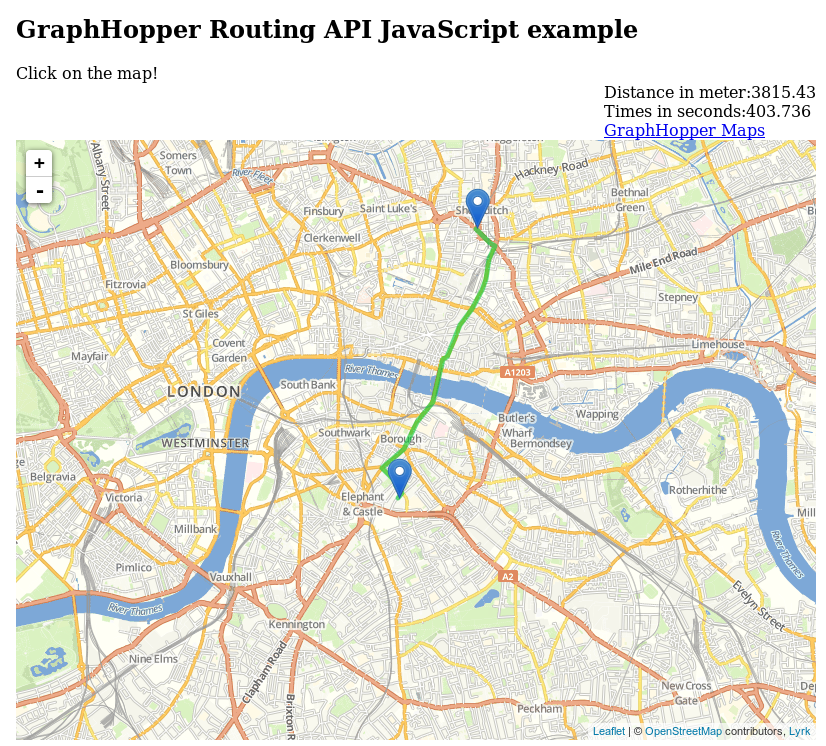 GraphHopper Routing API JavaScript example
Click on the map!
Distance in meter:3815.43
Times in seconds:403.736
GraphHopper Maps
+
-
Albany Street
Somers
Town
River Fleet
Hackney Road
Bethnal
Green
Finsbury
Saint Luke's
Clerkenwell
Bloomsbury
Mile End Road
Fitzrovia
Stepney
St Giles
Covent
Garden
Limehouse
Mayfair
River Thames
A1203
South Bank
LONDON
Butler's
Wharf
Wapping
Southwark
Borough
Bermondsey
WESTMINSTER
Belgravia
Rotherhithe
Victoria
Elephant
& Castle
Millbank
River Thames
Pimlico
Vauxhall
A2
Evelyn Street
River Thames
Kennington
Nine Elms
Clapham Road
Brixton R
New Cross
Gate
Peckham
Leaflet | © OpenStreetMap contributors, Lyrk